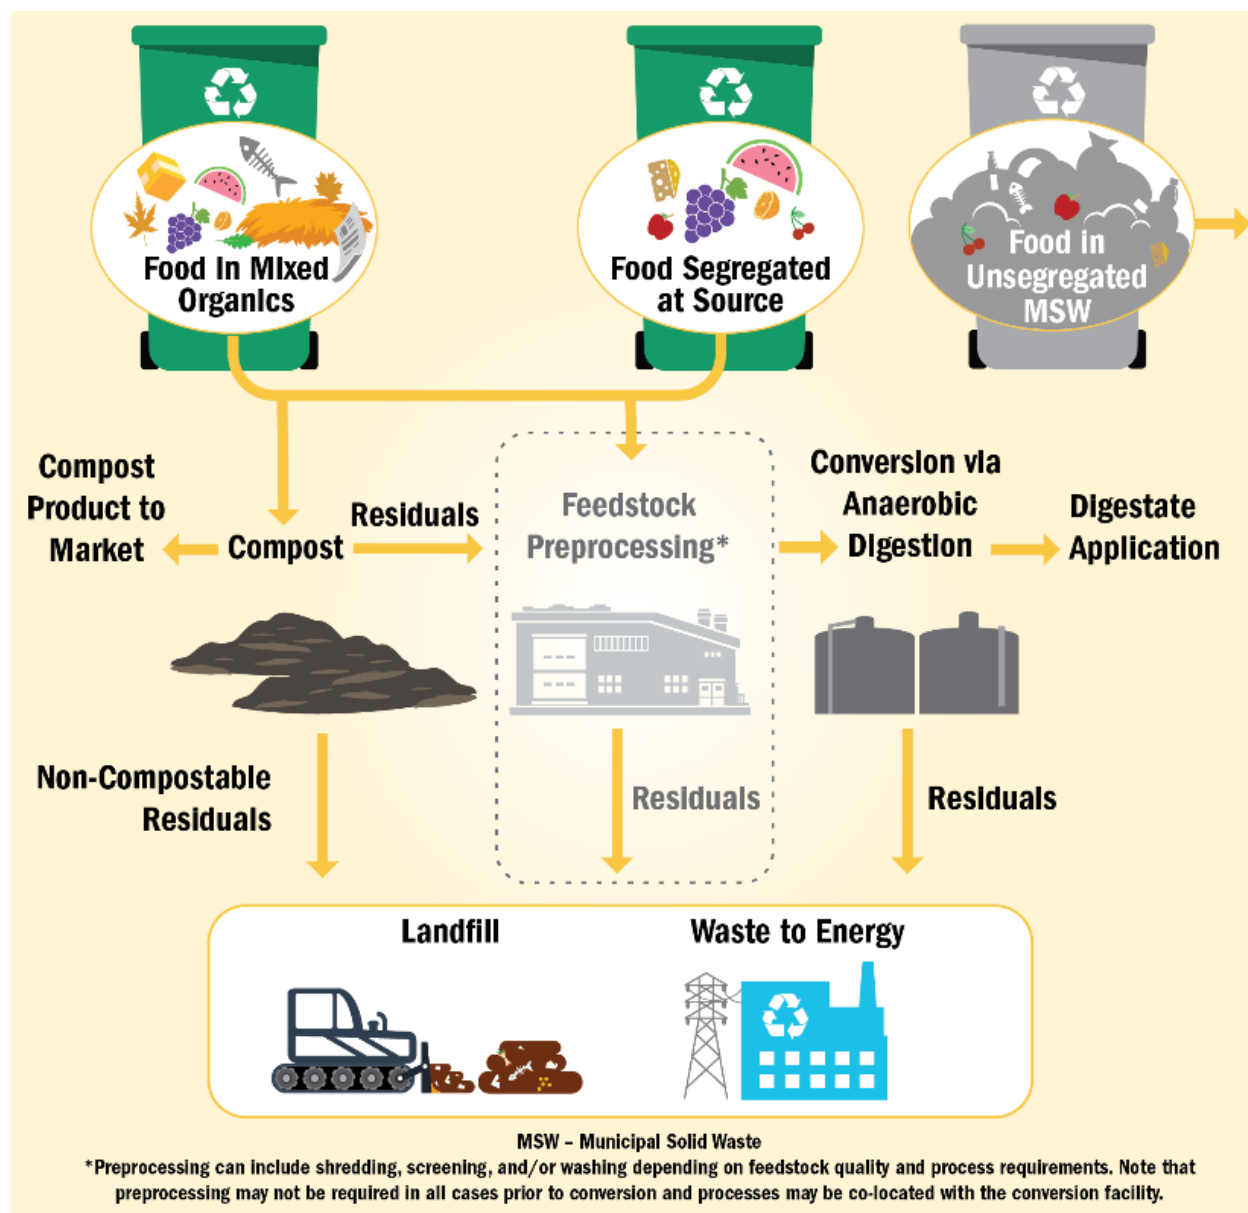 Food In Mixed
Organics
Food Segregated
at Source
Food in
Unsegregated
MSW
Compost
Product to
Market
Compost
Residuals
Feedstock
Preprocessing*
Conversion via
Anaerobic
Digestion
Digestate
Application
Non-Compostable
Residuals
Residuals
Residuals
Landfill
Waste to Energy
MSW – Municipal Solid Waste
*Preprocessing can include shredding, screening, and/or washing depending on feedstock quality and process requirements. Note that
preprocessing may not be required in all cases prior to conversion and processes may be co-located with the conversion facility.